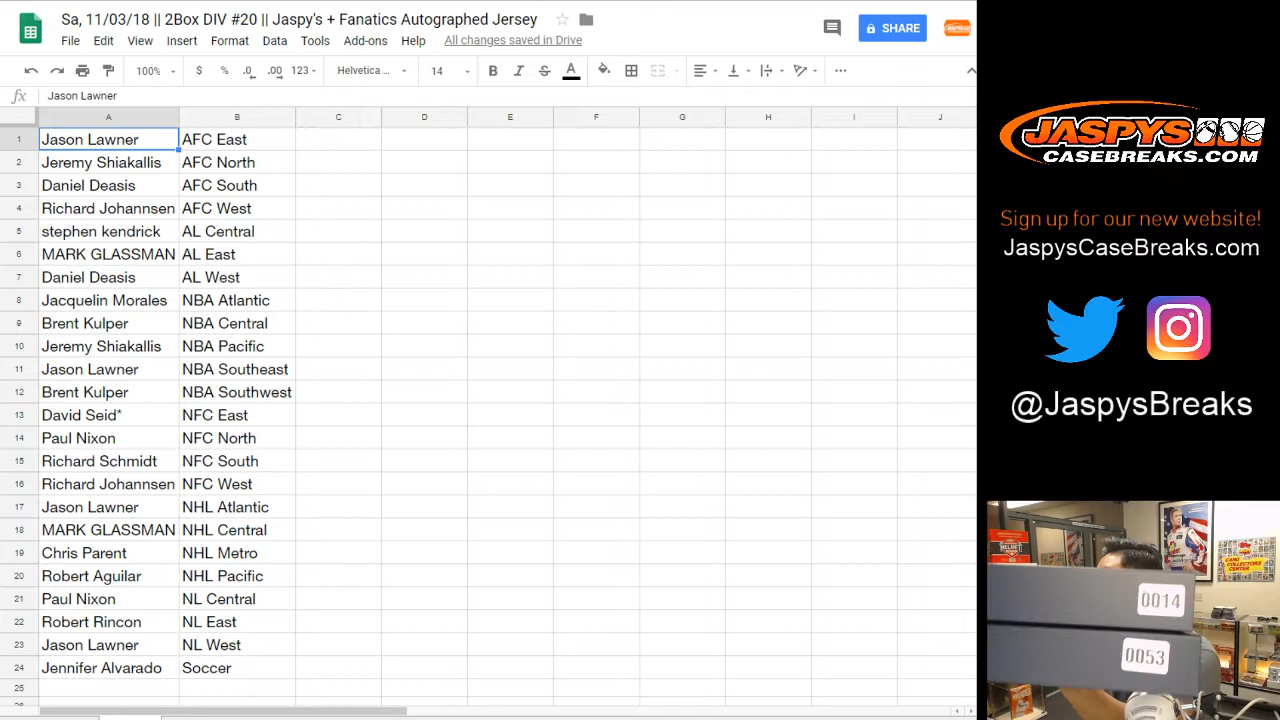 Sa, 11/03/18 || 2Box DIV #20 || Jaspy's + Fanatics Autographed Jersey
SHARE
File Edit View Insert Format Data Tools Add-ons Help All changes saved in Drive
100% $ % .0 .00 123 Helvetica ... 14 B I S A
fx Jason Lawner
A B C D E F G H I J
1 Jason Lawner AFC East
2 Jeremy Shiakallis AFC North
3 Daniel Deasis AFC South
4 Richard Johannsen AFC West
5 stephen kendrick AL Central
6 MARK GLASSMAN AL East
7 Daniel Deasis AL West
8 Jacquelin Morales NBA Atlantic
9 Brent Kulper NBA Central
10 Jeremy Shiakallis NBA Pacific
11 Jason Lawner NBA Southeast
12 Brent Kulper NBA Southwest
13 David Seid* NFC East
14 Paul Nixon NFC North
15 Richard Schmidt NFC South
16 Richard Johannsen NFC West
17 Jason Lawner NHL Atlantic
18 MARK GLASSMAN NHL Central
19 Chris Parent NHL Metro
20 Robert Aguilar NHL Pacific
21 Paul Nixon NL Central
22 Robert Rincon NL East
23 Jason Lawner NL West
24 Jennifer Alvarado Soccer
25
JASPYS
CASEBREAKS.COM
Sign up for our new website!
JaspysCaseBreaks.com
@JaspysBreaks
HELMET
CARD
COLLECTORS
CENTER
0014
0053